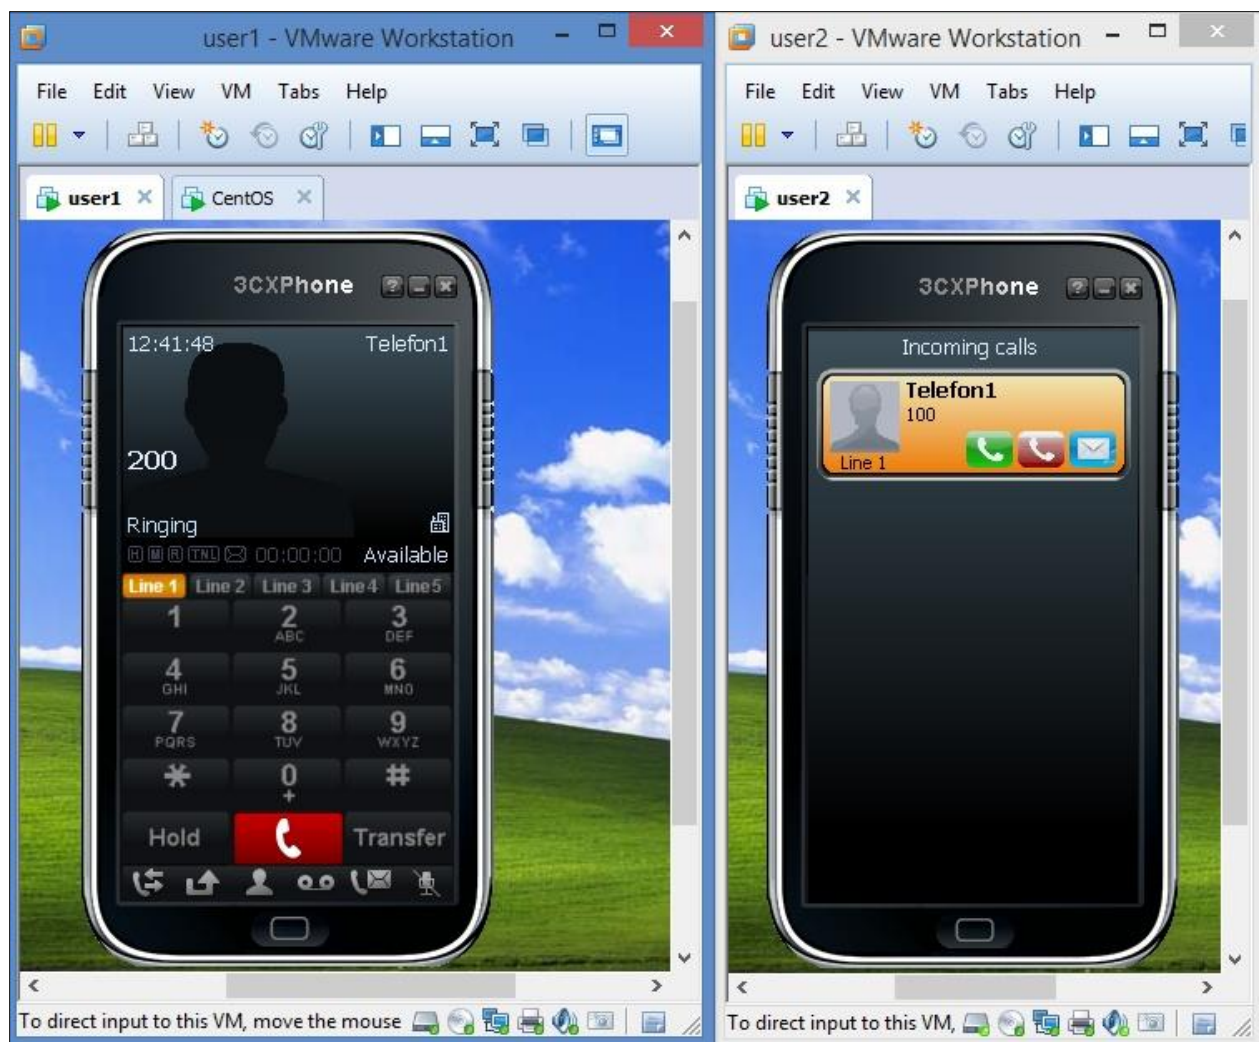 user1 - VMware Workstation
File Edit View VM Tabs Help
user1 CentOS
3CXPhone ?
12:41:48 Telefon1
200
Ringing
H M R TNL 00:00:00 Available
Line 1 Line 2 Line 3 Line 4 Line5
1 2 3
ABC DEF
4 5 6
GHI JKL MNO
7 8 9
PQRS TUV WXYZ
* 0 #
+
Hold Transfer
To direct input to this VM, move the mouse
user2 - VMware Workstation
File Edit View VM Tabs Help
user2
3CXPhone ?
Incoming calls
Telefon1
100
Line 1
To direct input to this VM,